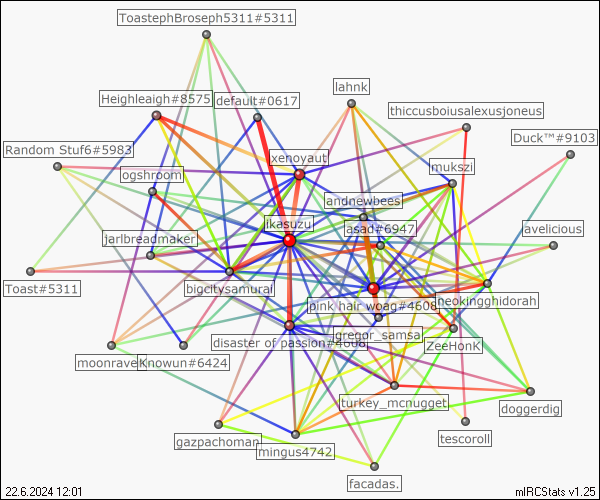 ToastephBroseph5311#5311
lahnk
Heighleaigh#8575
default#0617
thiccusboiusalexusjoneus
Duck™#9103
Random Stuf6#5983
xenoyaut
ogshroom
mukszi
andnewbees
jikasuzu
asad#6947
avelicious
jarlbreadmaker
Toast#5311
bigcitysamurai
pink hair woag#4608
neokingghidorah
gregor_samsa
disaster of passion#4606
ZeeHonK
moonrave
Knowun#6424
turkey_mcnugget
doggerdig
gazpachoman
tescoroll
mingus4742
facadas.
22.6.2024 12:01
mIRCStats v1.25